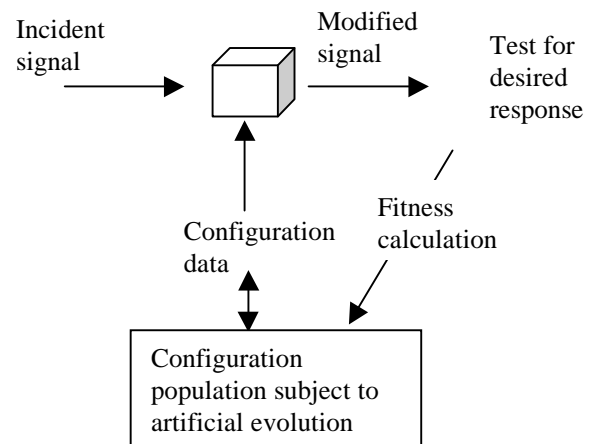 Incident
signal
Modified
signal
Test for
desired
response
Configuration
data
Fitness
calculation
Configuration
population subject to
artificial evolution